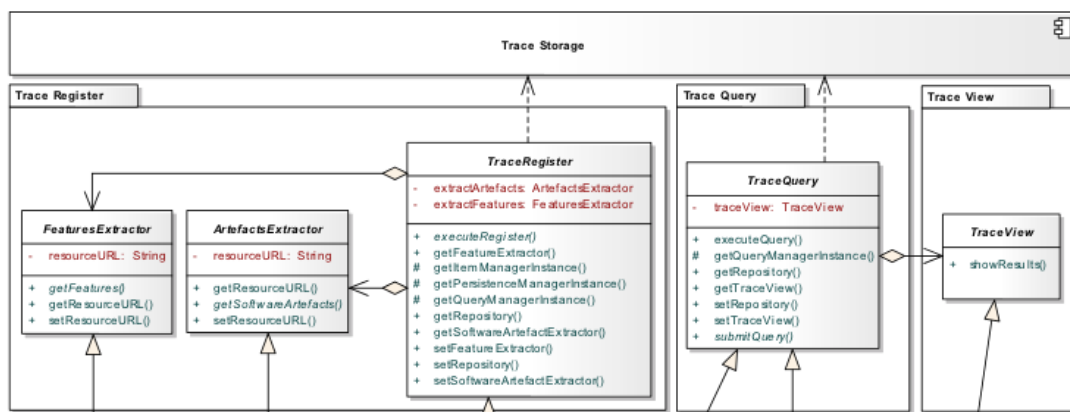 Trace Storage
Trace Register
Trace Query
Trace View
TraceRegister
- extractArtefacts: ArtefactsExtractor
- extractFeatures: FeaturesExtractor
+ executeRegister()
+ getFeatureExtractor()
# getItemManagerInstance()
# getPersistenceManagerInstance()
# getQueryManagerInstance()
+ getRepository()
+ getSoftwareArtefactExtractor()
+ setFeatureExtractor()
+ setRepository()
+ setSoftwareArtefactExtractor()
FeaturesExtractor
- resourceURL: String
+ getFeatures()
+ getResourceURL()
+ setResourceURL()
ArtefactsExtractor
- resourceURL: String
+ getResourceURL()
+ getSoftwareArtefacts()
+ setResourceURL()
TraceQuery
- traceView: TraceView
+ executeQuery()
# getQueryManagerInstance()
+ getRepository()
+ getTraceView()
+ setRepository()
+ setTraceView()
+ submitQuery()
TraceView
+ showResults()